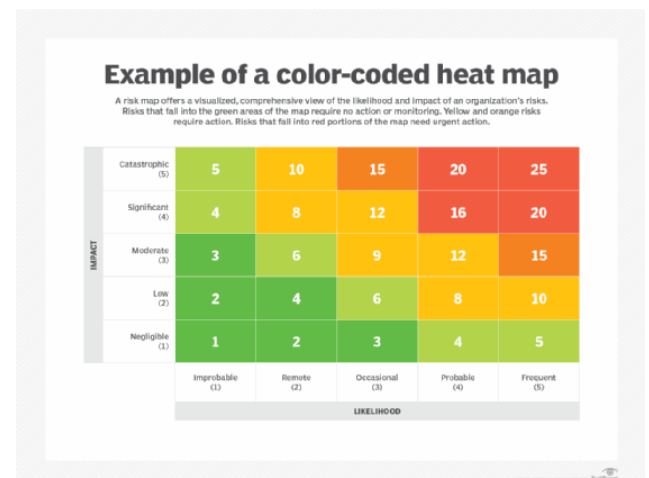 Example of a color-coded heat map
A risk map offers a visualized, comprehensive view of the likelihood and impact of an organization's risks.
Risks that fall into the green areas of the map require no action or monitoring. Yellow and orange risks
require action. Risks that fall into red portions of the map need urgent action.
IMPACT
Catastrophic
(5)
5 10 15 20 25
Significant
(4)
4 8 12 16 20
Moderate
(3)
3 6 9 12 15
Low
(2)
2 4 6 8 10
Negligible
(1)
1 2 3 4 5
Improbable Remote Occasional Probable Frequent
(1) (2) (3) (4) (5)
LIKELIHOOD